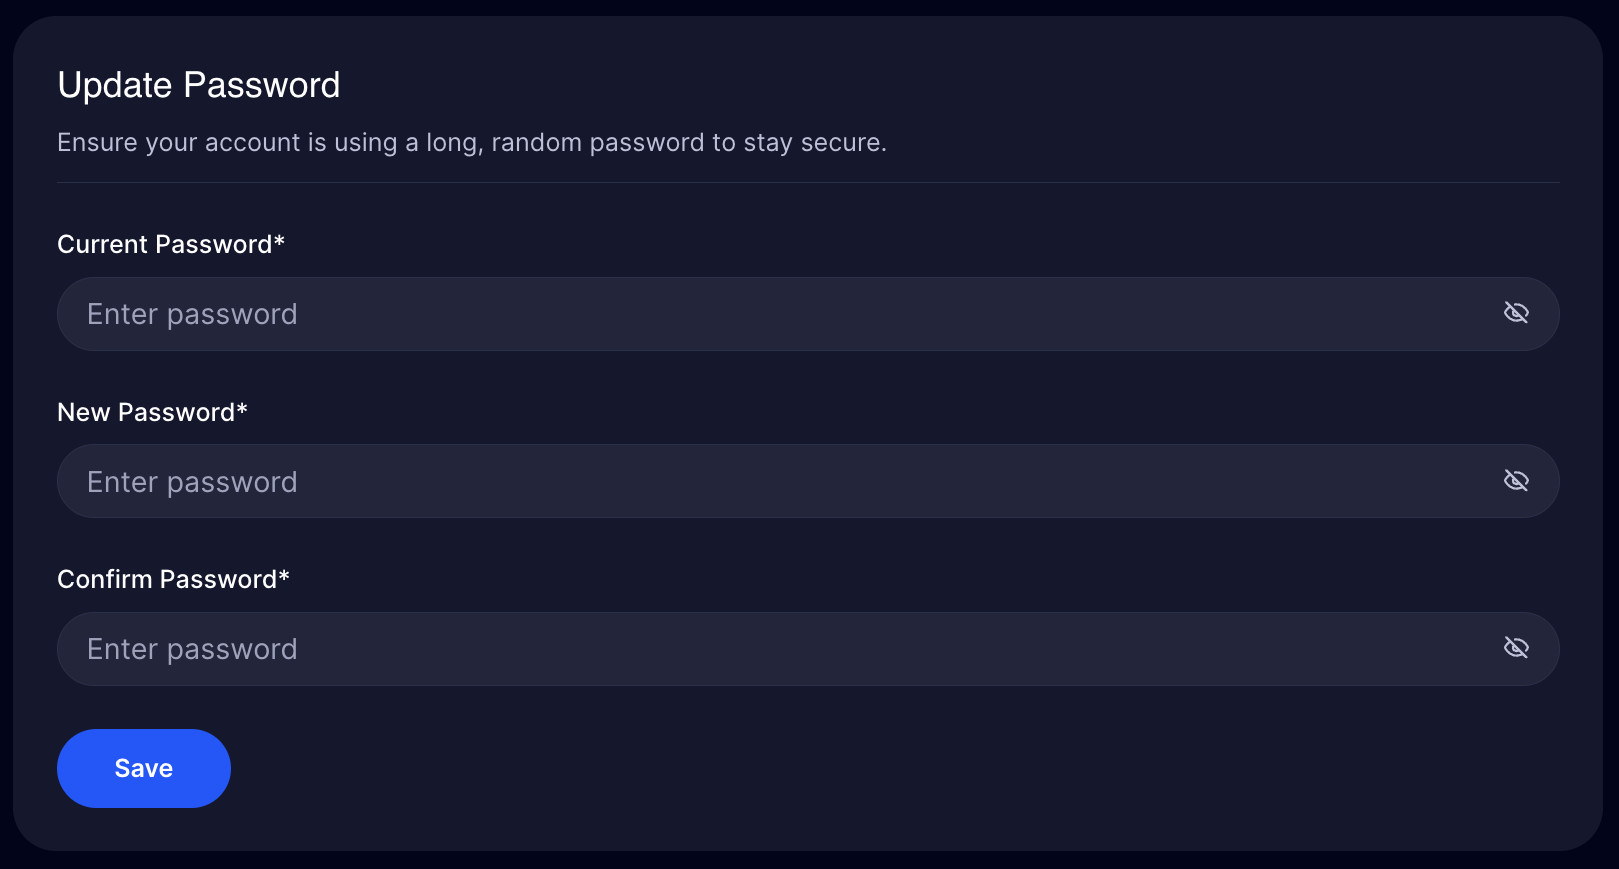 Update Password
Ensure your account is using a long, random password to stay secure.
Current Password*
Enter password
New Password*
Enter password
Confirm Password*
Enter password
Save